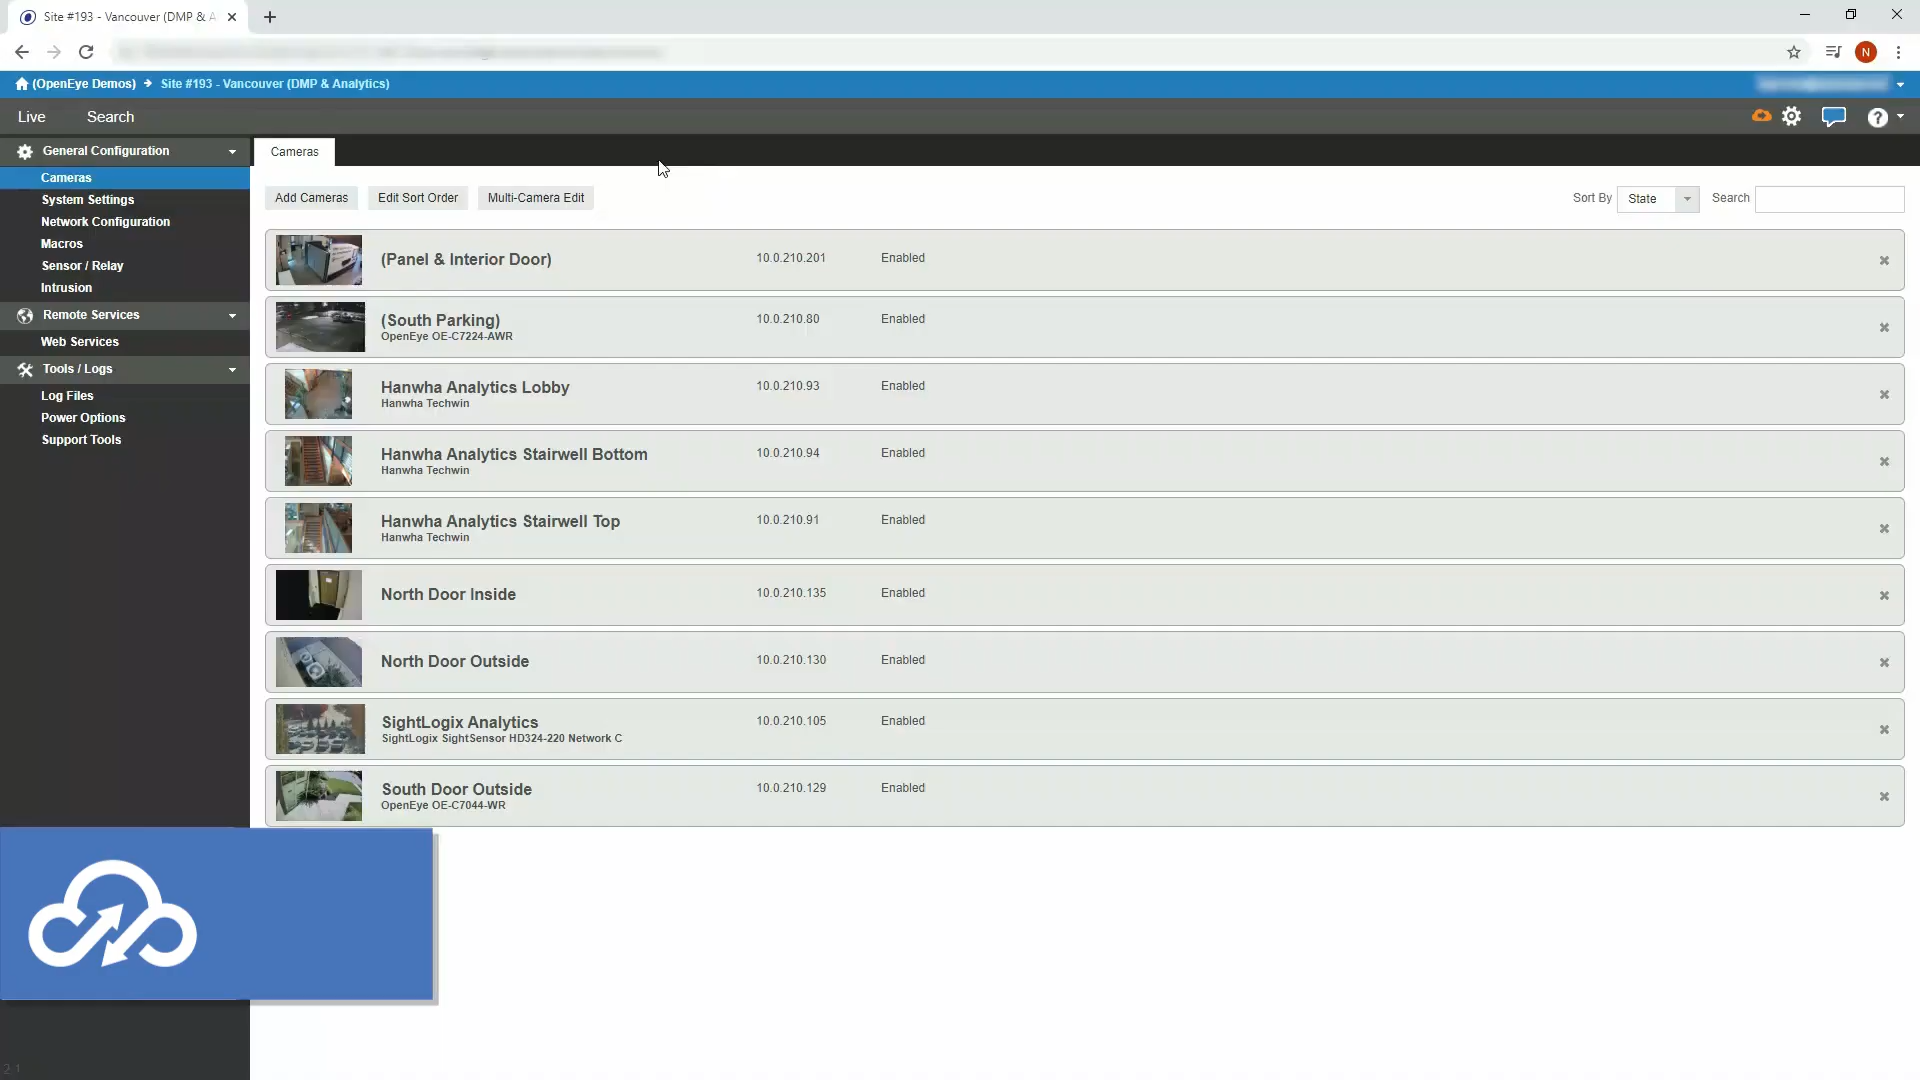 Site #193 - Vancouver (DMP & A
N
(OpenEye Demos)
Site #193 - Vancouver (DMP & Analytics)
Live
Search
?
General Configuration
Cameras
System Settings
Network Configuration
Macros
Sensor / Relay
Intrusion
Remote Services
Web Services
Tools / Logs
Log Files
Power Options
Support Tools
Cameras
Add Cameras
Edit Sort Order
Multi-Camera Edit
Sort By
State
Search
(Panel & Interior Door)
10.0.210.201
Enabled
(South Parking)
OpenEye OE-C7224-AWR
10.0.210.80
Enabled
Hanwha Analytics Lobby
Hanwha Techwin
10.0.210.93
Enabled
Hanwha Analytics Stairwell Bottom
Hanwha Techwin
10.0.210.94
Enabled
Hanwha Analytics Stairwell Top
Hanwha Techwin
10.0.210.91
Enabled
North Door Inside
10.0.210.135
Enabled
North Door Outside
10.0.210.130
Enabled
SightLogix Analytics
SightLogix SightSensor HD324-220 Network C
10.0.210.105
Enabled
South Door Outside
OpenEye OE-C7044-WR
10.0.210.129
Enabled